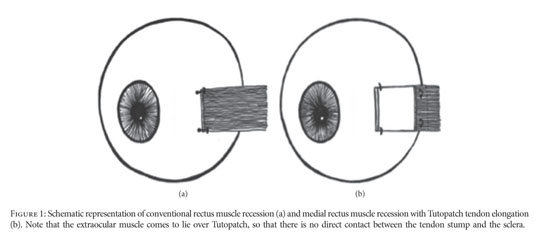 (a)
(b)
FIGURE 1: Schematic representation of conventional rectus muscle recession (a) and medial rectus muscle recession with Tutopatch tendon elongation
(b). Note that the extraocular muscle comes to lie over Tutopatch, so that there is no direct contact between the tendon stump and the sclera.